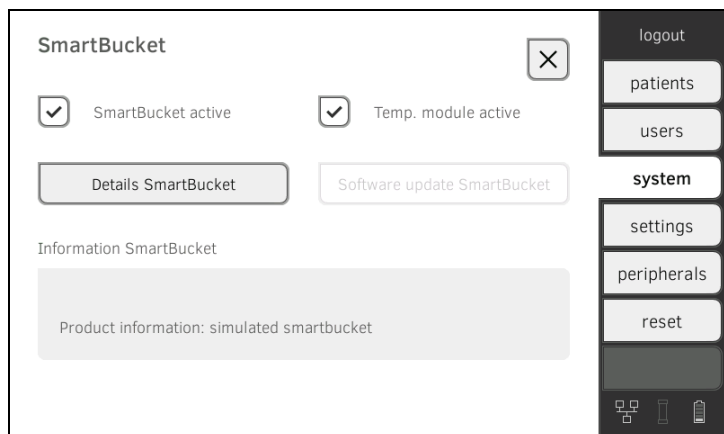 SmartBucket
SmartBucket active
Temp. module active
Details SmartBucket
Software update SmartBucket
Information SmartBucket
Product information: simulated smartbucket
logout
patients
users
system
settings
peripherals
reset